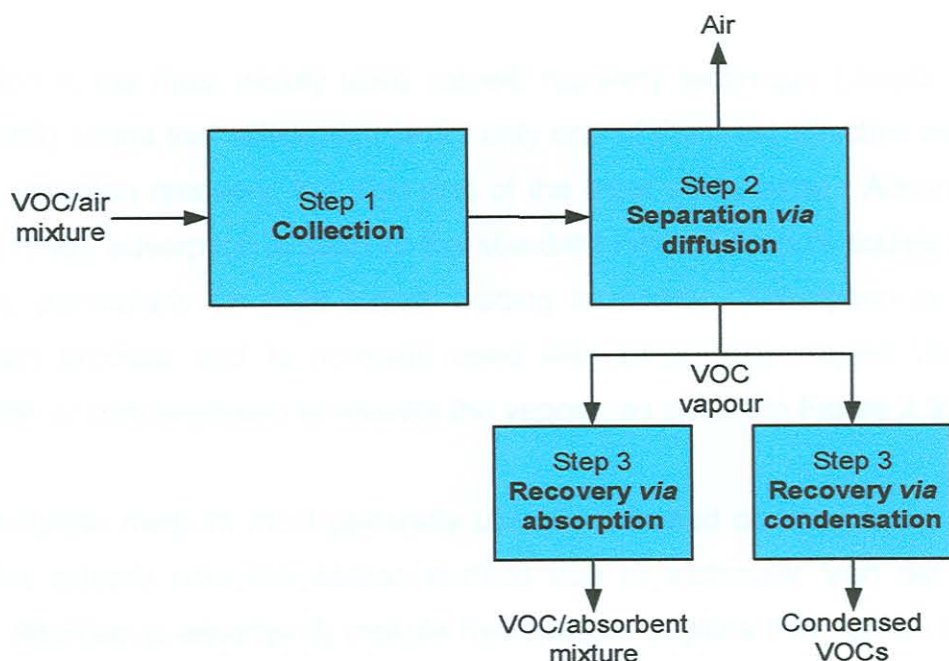 Air
VOC/air
mixture
Step 1
Collection
Step 2
Separation via
diffusion
VOC
vapour
Step 3
Recovery via
absorption
Step 3
Recovery via
condensation
VOC/absorbent
mixture
Condensed
VOCs